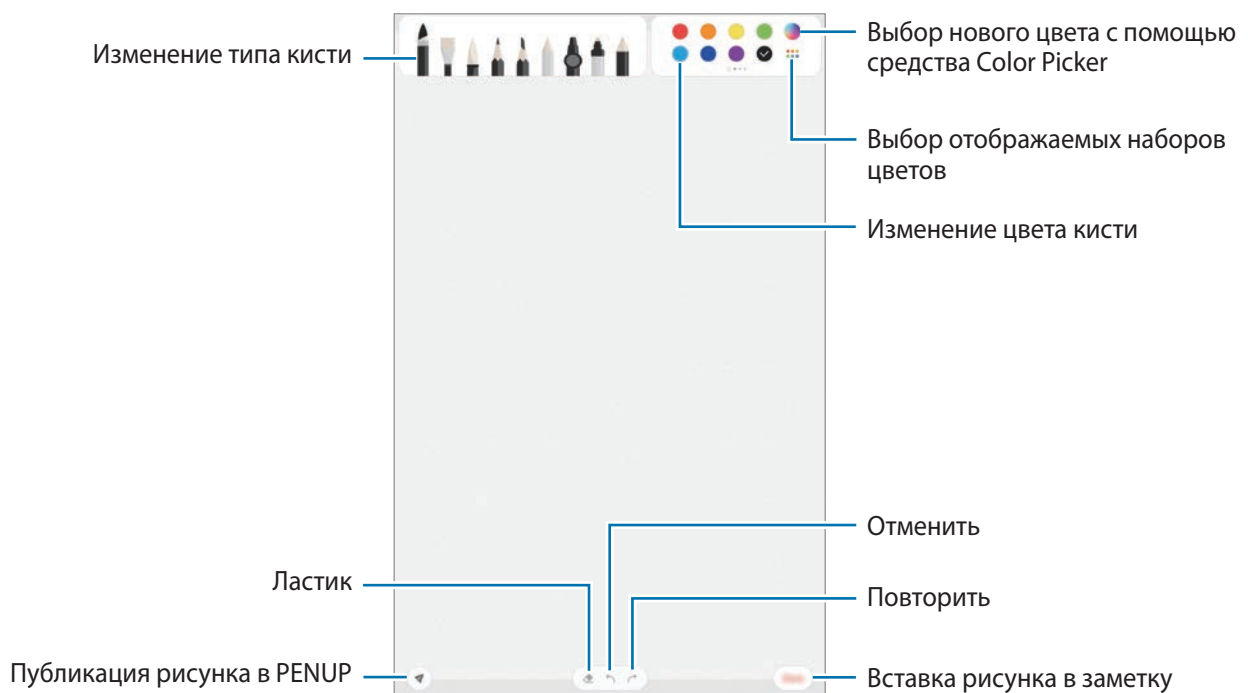 Изменение типа кисти
Выбор нового цвета с помощью
средства Color Picker
Выбор отображаемых наборов
цветов
Изменение цвета кисти
Отменить
Ластик
Повторить
Публикация рисунка в PENUP
Вставка рисунка в заметку